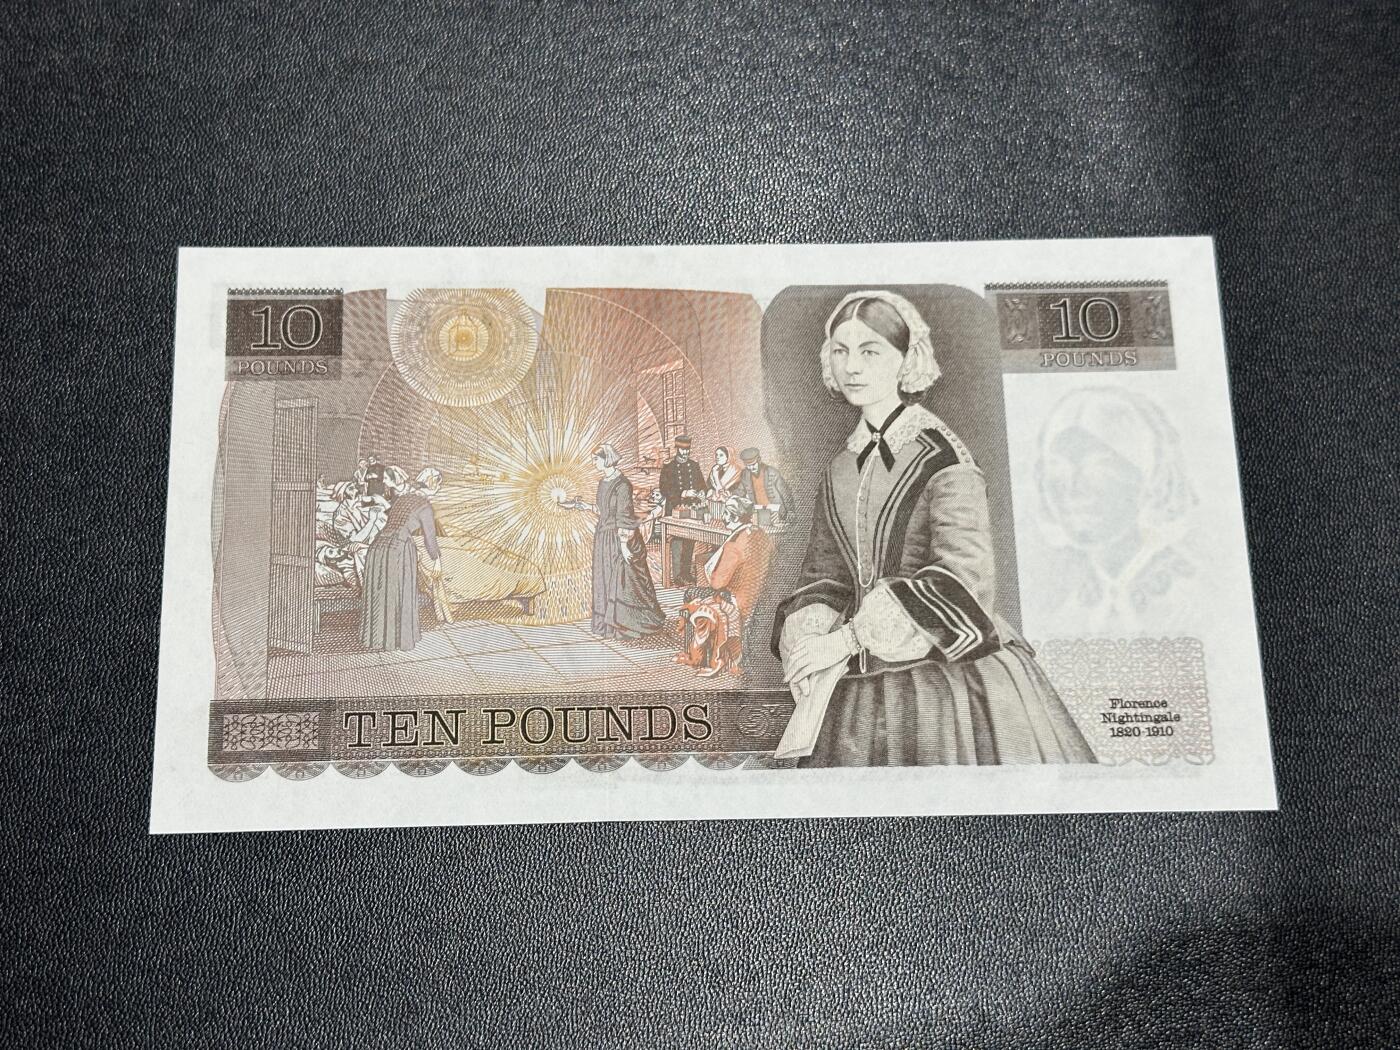 10
POUNDS
10
POUNDS
TEN POUNDS
Florence
Nightingale
1820-1910